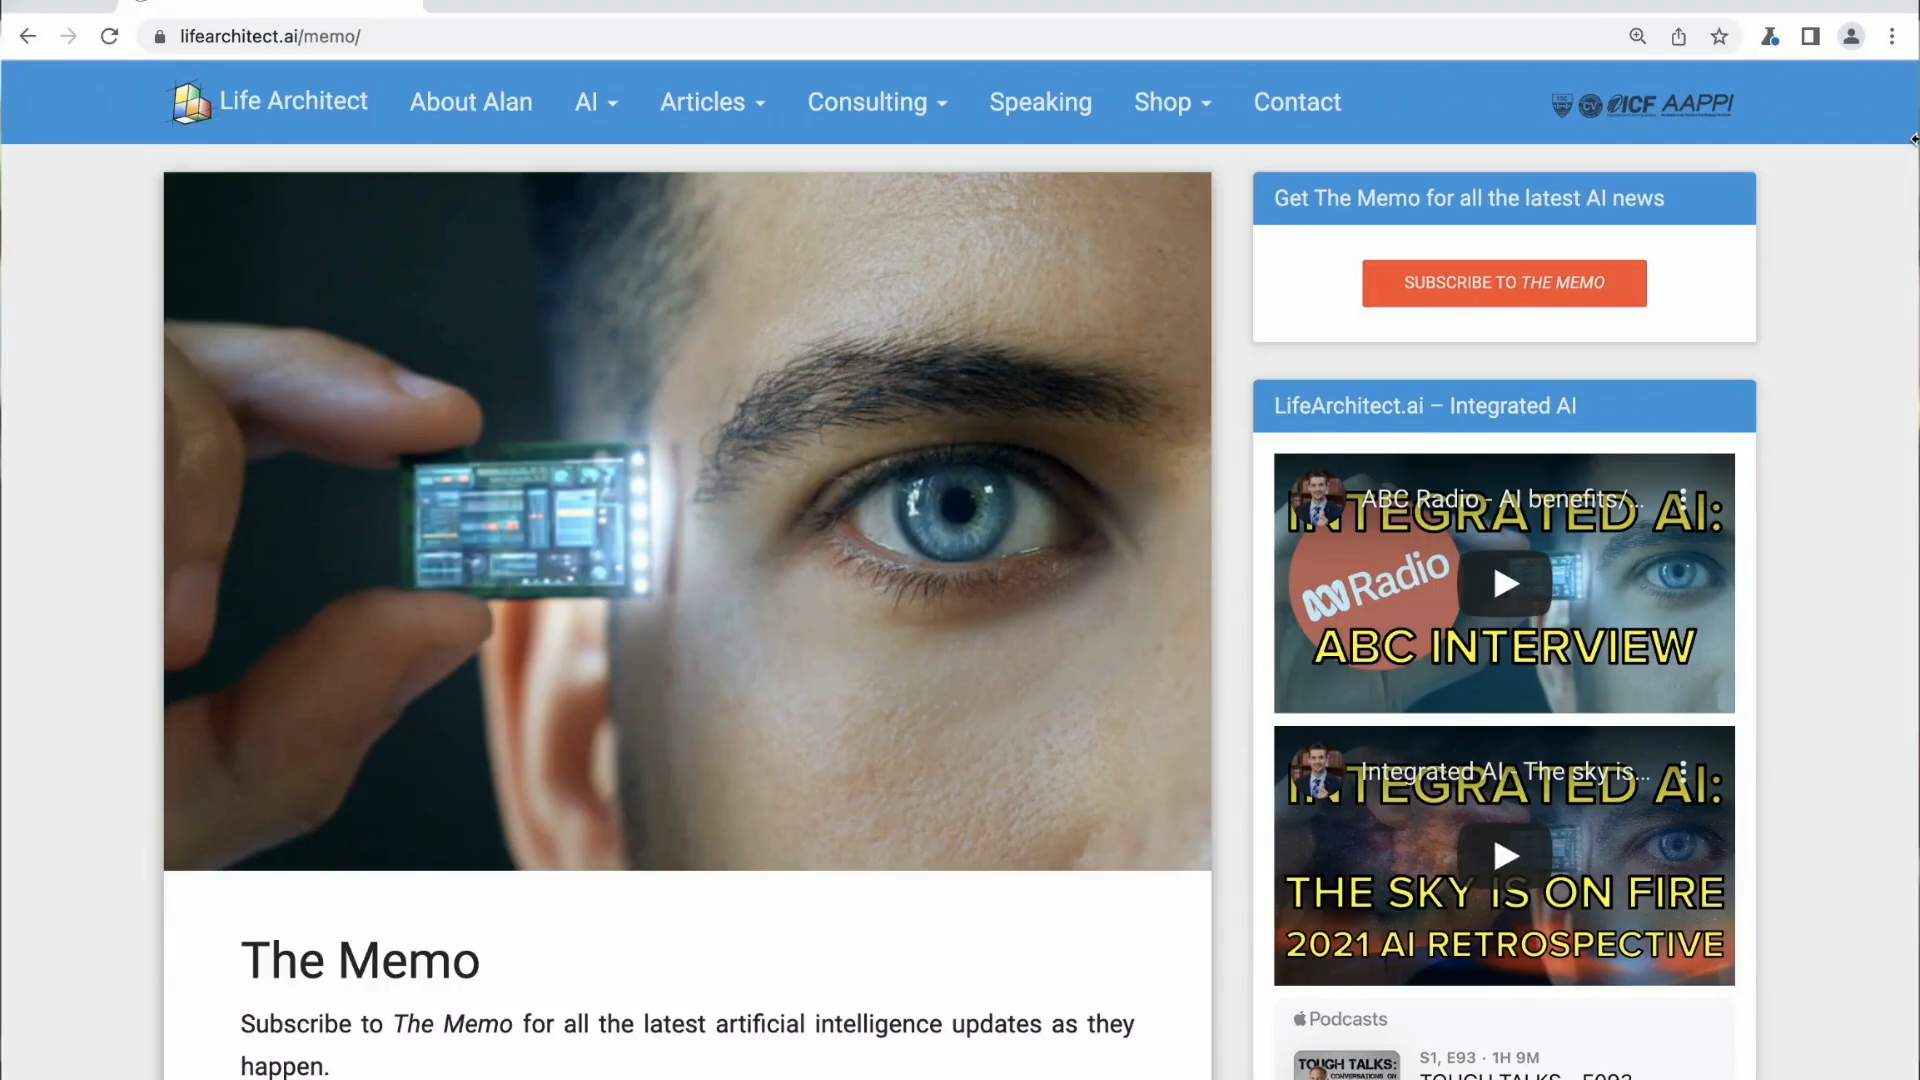 lifearchitect.ai/memo/
Life Architect
About Alan
AI
Articles
Consulting
Speaking
Shop
Contact
ICF AAPPI
Get The Memo for all the latest AI news
SUBSCRIBE TO THE MEMO
LifeArchitect.ai – Integrated AI
ABC Radio - AI benefits/...
INTEGRATED AI:
Radio
ABC INTERVIEW
Integrated AI - The sky is...
INTEGRATED AI:
THE SKY IS ON FIRE
2021 AI RETROSPECTIVE
Podcasts
S1, E93 · 1H 9M
TOUGH TALKS:
TOUGH TALKS - E093
The Memo
Subscribe to The Memo for all the latest artificial intelligence updates as they
happen.